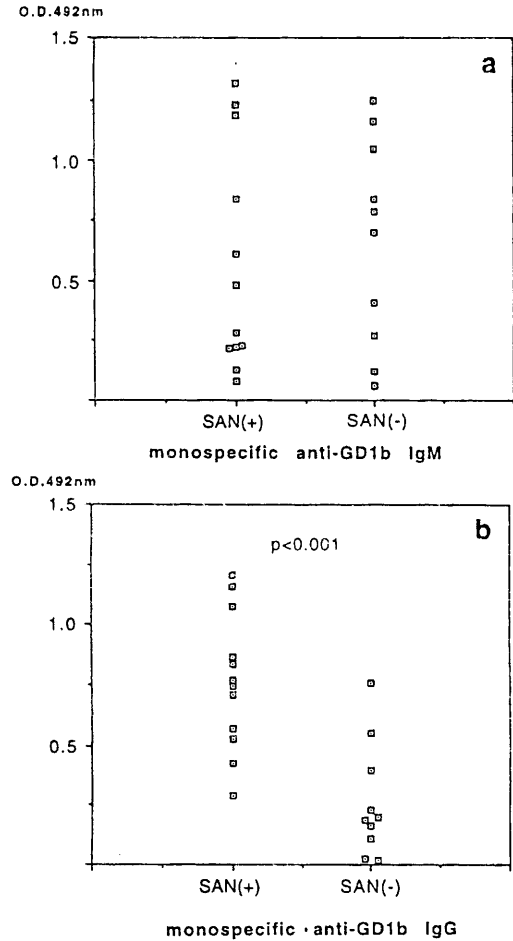 O.D.492nm
1.5
a
1.0
0.5
SAN(+) SAN(-)
monospecific anti-GD1b IgM
O.D.492nm
1.5
b
p<0.001
1.0
0.5
SAN(+) SAN(-)
monospecific · anti-GD1b IgG